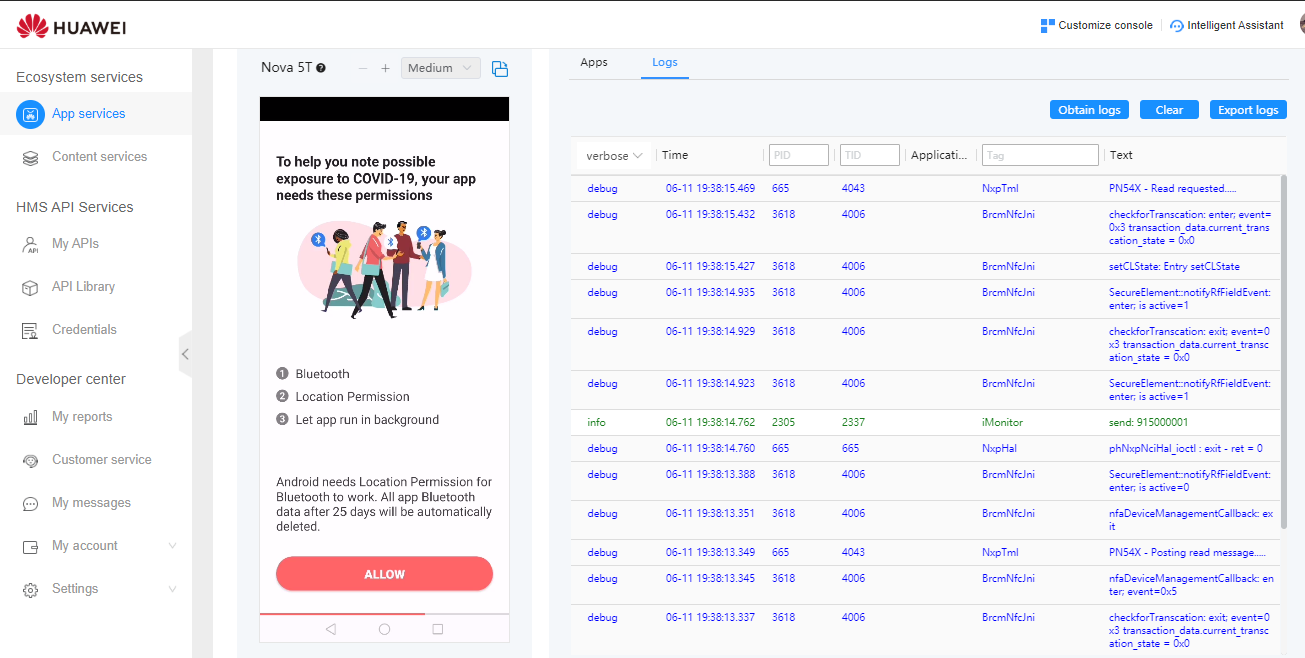 HUAWEI
Customize console
Intelligent Assistant
Ecosystem services
App services
Content services
HMS API Services
My APIs
API Library
Credentials
Developer center
My reports
Customer service
My messages
My account
Settings
Nova 5T
Medium
To help you note possible
exposure to COVID-19, your app
needs these permissions
1 Bluetooth
2 Location Permission
3 Let app run in background
Android needs Location Permission for
Bluetooth to work. All app Bluetooth
data after 25 days will be automatically
deleted.
ALLOW
Apps Logs
Obtain logs Clear Export logs
verbose Time PID TID Applicati... Tag Text
debug 06-11 19:38:15.469 665 4043 NxpTml PN54X - Read requested.....
debug 06-11 19:38:15.432 3618 4006 BrcmNfcJni checkforTranscation: enter; event=
0x3 transaction_data.current_trans
cation_state = 0x0
debug 06-11 19:38:15.427 3618 4006 BrcmNfcJni setCLState: Entry setCLState
debug 06-11 19:38:14.935 3618 4006 BrcmNfcJni SecureElement::notifyRfFieldEvent:
enter; is active=1
debug 06-11 19:38:14.929 3618 4006 BrcmNfcJni checkforTranscation: exit; event=0
x3 transaction_data.current_transc
ation_state = 0x0
debug 06-11 19:38:14.923 3618 4006 BrcmNfcJni SecureElement::notifyRfFieldEvent:
enter; is active=1
info 06-11 19:38:14.762 2305 2337 iMonitor send: 915000001
debug 06-11 19:38:14.760 665 665 NxpHal phNxpNciHal_ioctl : exit - ret = 0
debug 06-11 19:38:13.388 3618 4006 BrcmNfcJni SecureElement::notifyRfFieldEvent:
enter; is active=0
debug 06-11 19:38:13.351 3618 4006 BrcmNfcJni nfaDeviceManagementCallback: ex
it
debug 06-11 19:38:13.349 665 4043 NxpTml PN54X - Posting read message.....
debug 06-11 19:38:13.345 3618 4006 BrcmNfcJni nfaDeviceManagementCallback: en
ter; event=0x5
debug 06-11 19:38:13.337 3618 4006 BrcmNfcJni checkforTranscation: exit; event=0
x3 transaction_data.current_transc
ation_state = 0x0